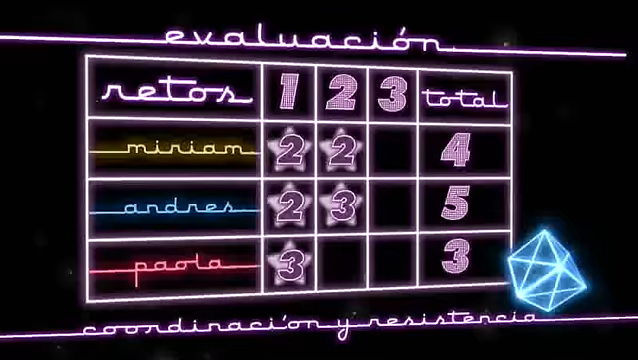 evaluación
retos 1 2 3 total
miriam 2 2 4
andres 2 3 5
paola 3 3
coordinación y resistencia